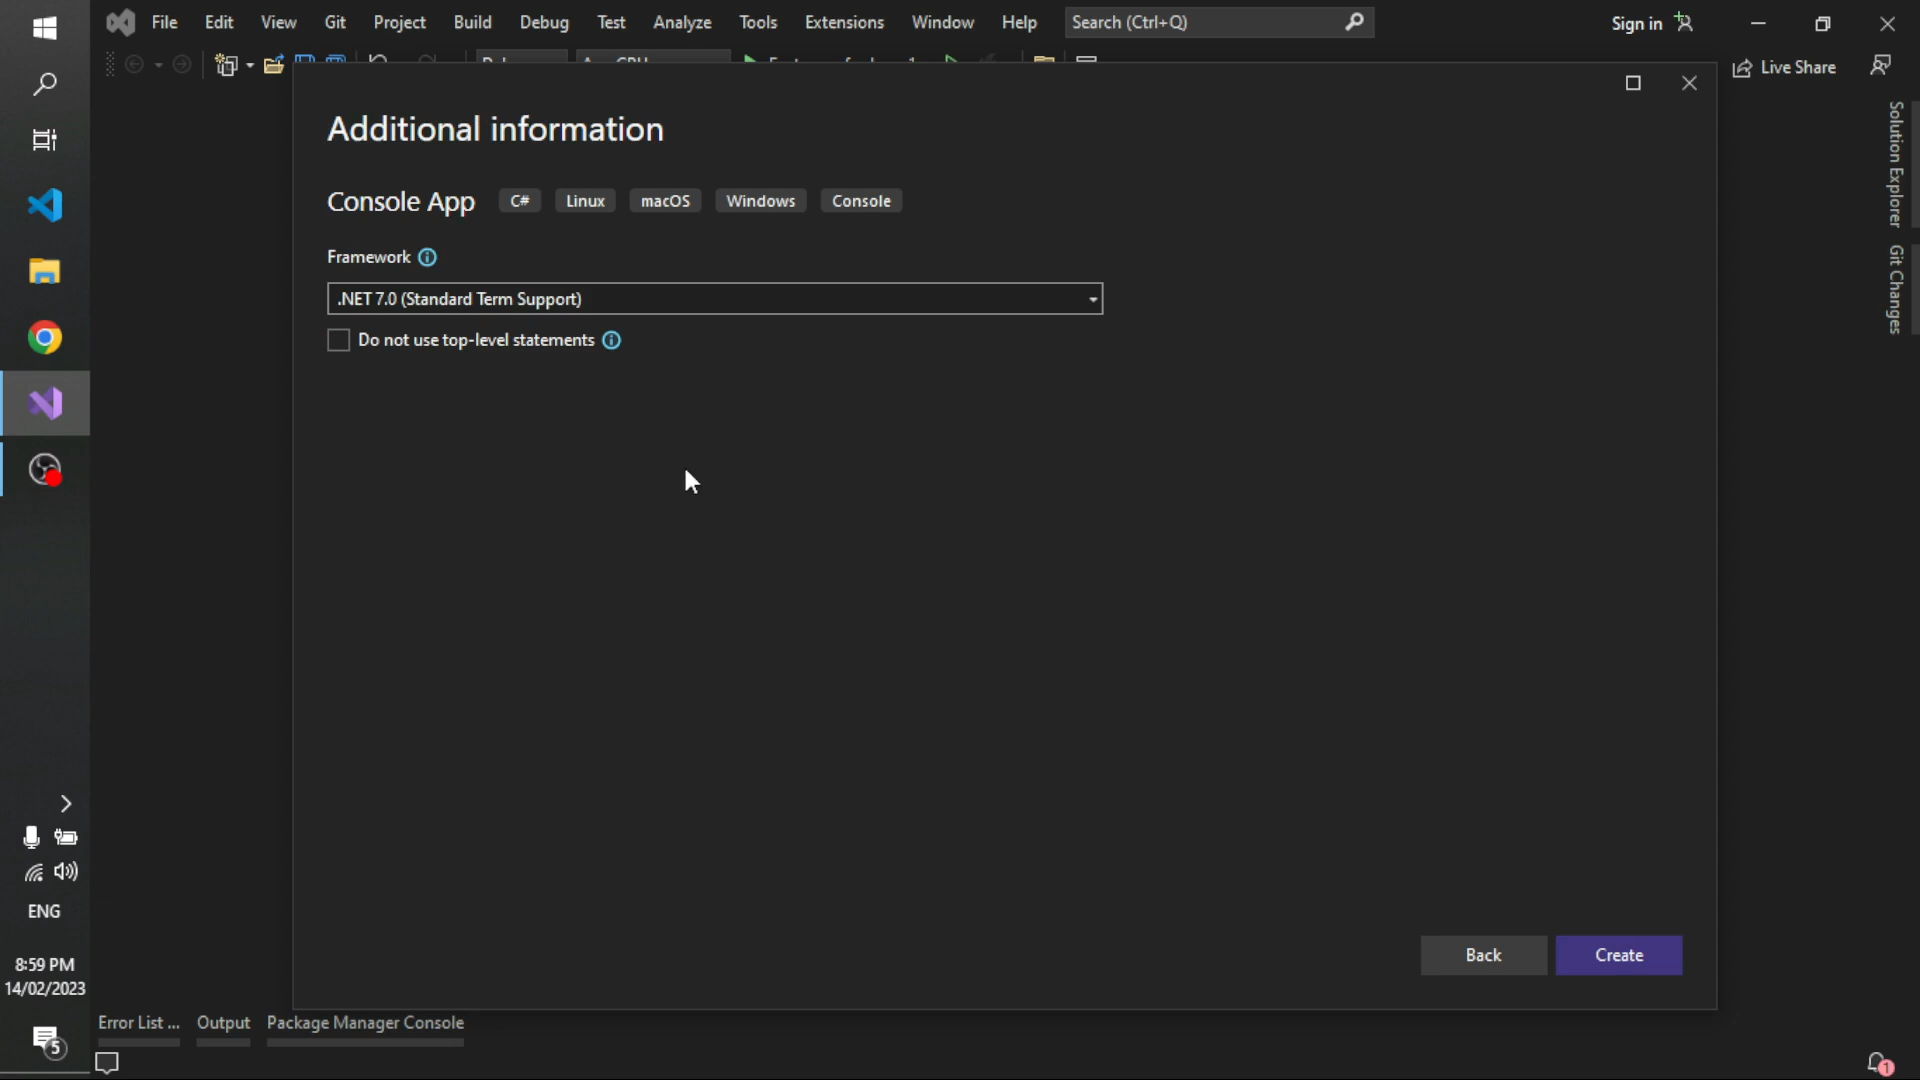 File Edit View Git Project Build Debug Test Analyze Tools Extensions Window Help Search (Ctrl+Q) Sign in
Live Share
Additional information
Console App C# Linux macOS Windows Console
Framework
.NET 7.0 (Standard Term Support)
Do not use top-level statements
Solution Explorer
Git Changes
Back Create
ENG
8:59 PM
14/02/2023
5
Error List ... Output Package Manager Console
1